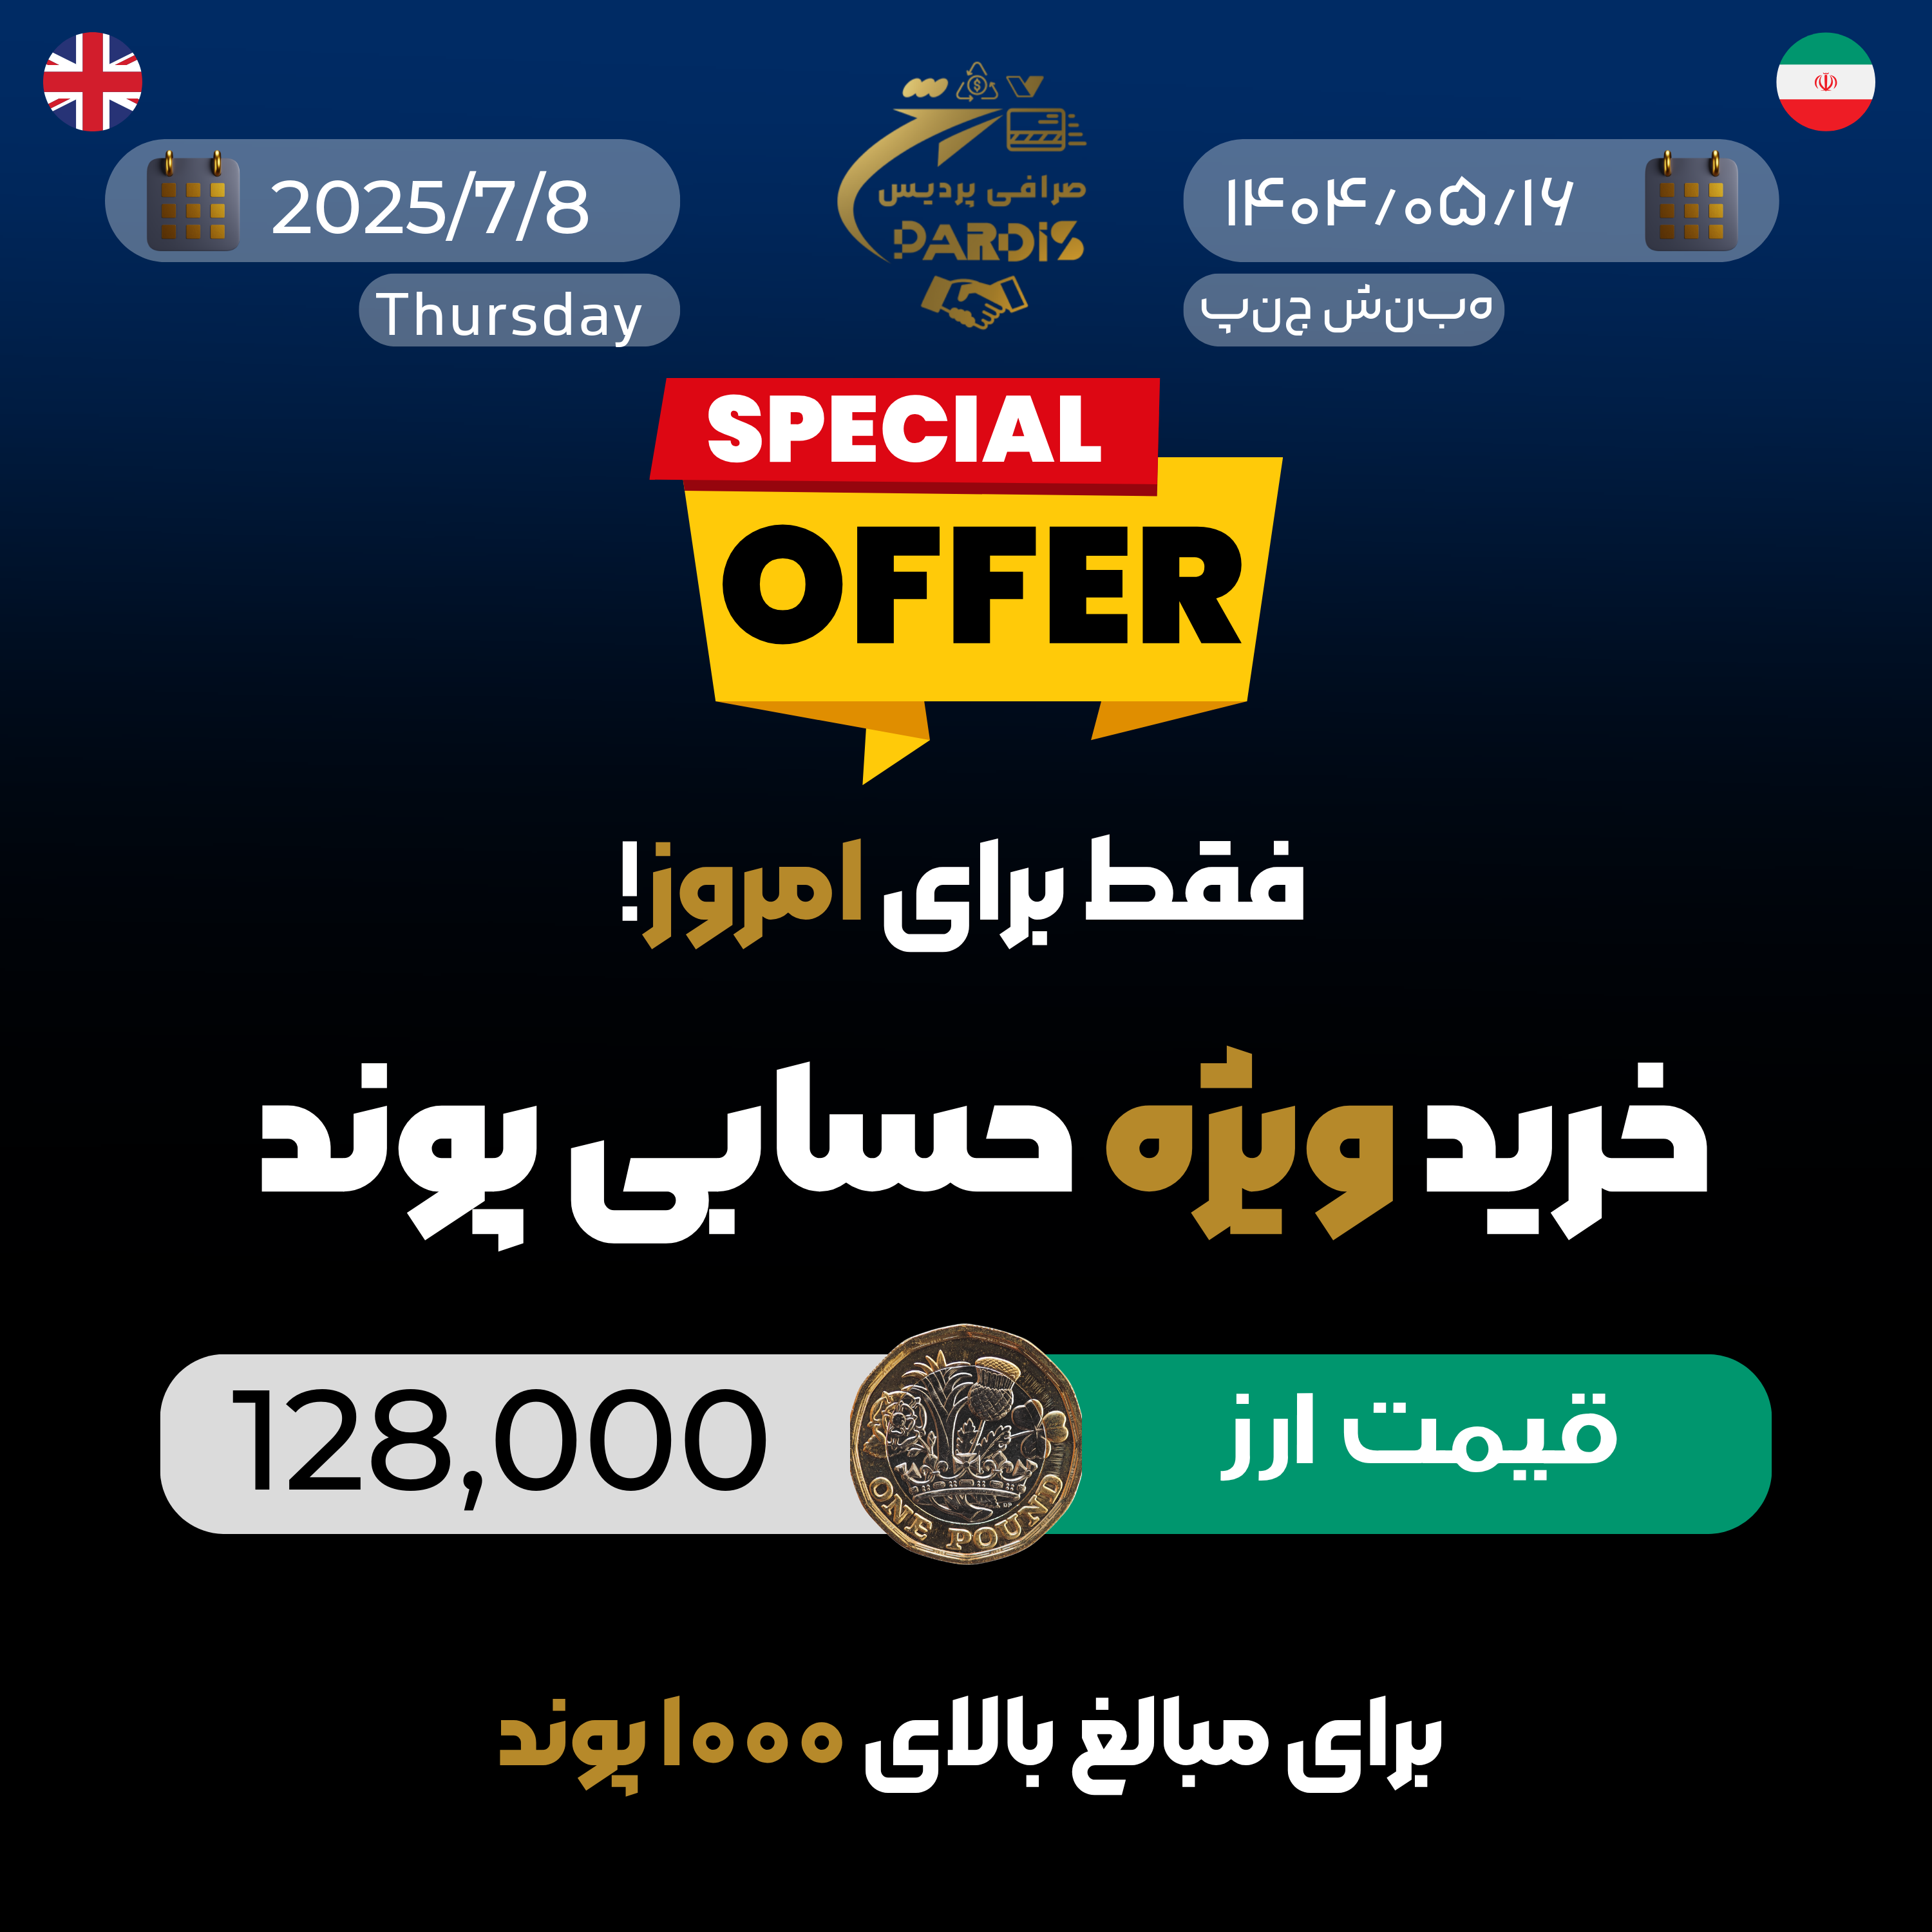 2025/7/8
Thursday
صرافی پردیس
PARDIS
۱۴۰۴/۰۵/۱۶
پ ن ج ش ن ب ه
SPECIAL
OFFER
فقط برای امروز!
خرید ویژه حسابی پوند
قیمت ارز
128,000
ONE POUND
برای مبالغ بالای ۱۰۰۰ پوند